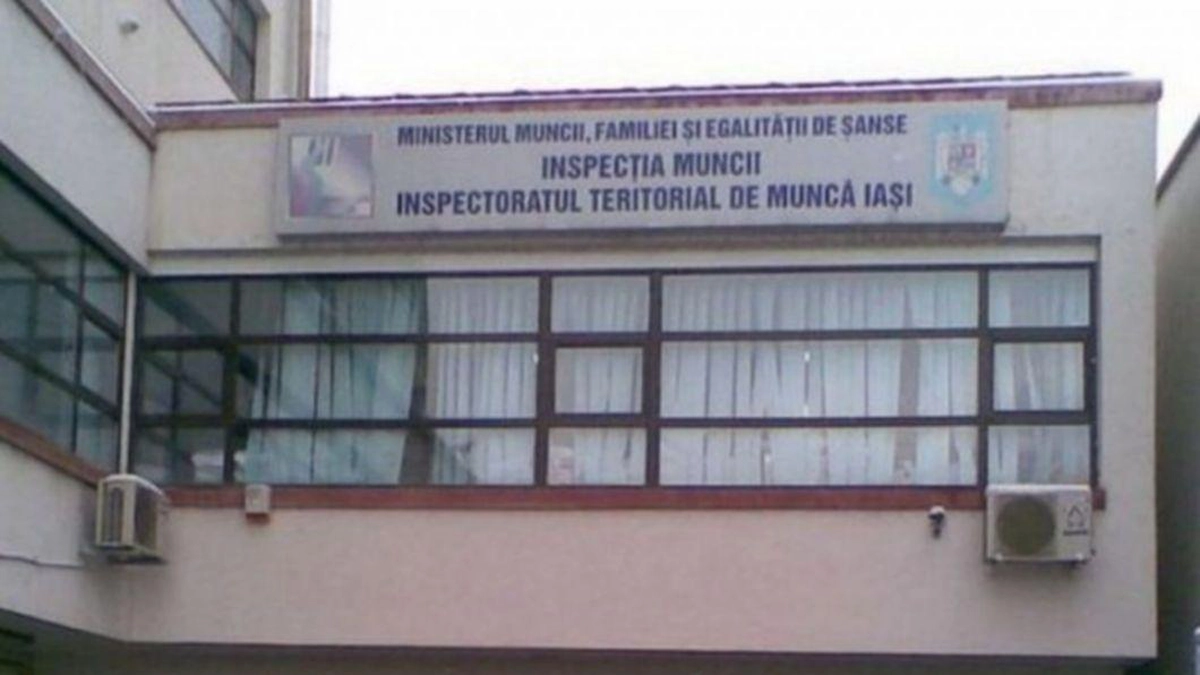 MINISTERUL MUNCII, FAMILIEI ȘI EGALITĂȚII DE ȘANSE
INSPECȚIA MUNCII
INSPECTORATUL TERITORIAL DE MUNCĂ IAȘI